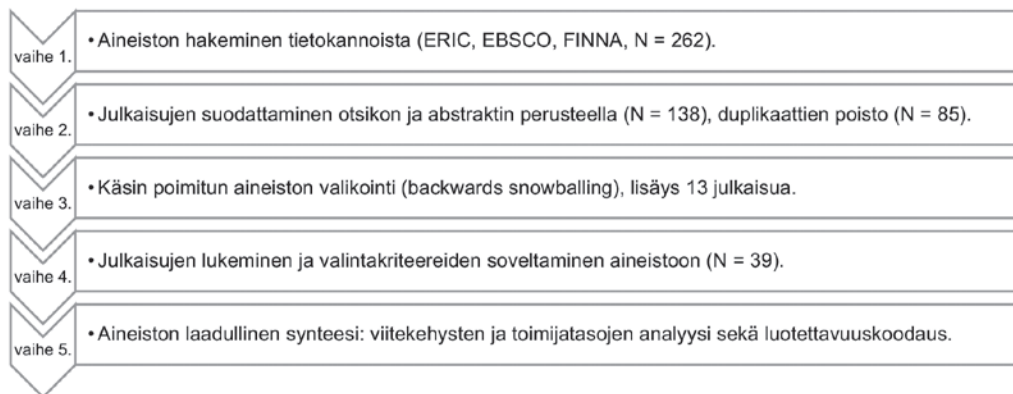 vaihe 1.
• Aineiston hakeminen tietokannoista (ERIC, EBSCO, FINNA, N = 262).
vaihe 2.
• Julkaisujen suodattaminen otsikon ja abstraktin perusteella (N = 138), duplikaattien poisto (N = 85).
vaihe 3.
• Käsin poimitun aineiston valikointi (backwards snowballing), lisäys 13 julkaisua.
vaihe 4.
• Julkaisujen lukeminen ja valintakriteereiden soveltaminen aineistoon (N = 39).
vaihe 5.
• Aineiston laadullinen synteesi: viitekehysten ja toimijatasojen analyysi sekä luotettavuuskoodaus.